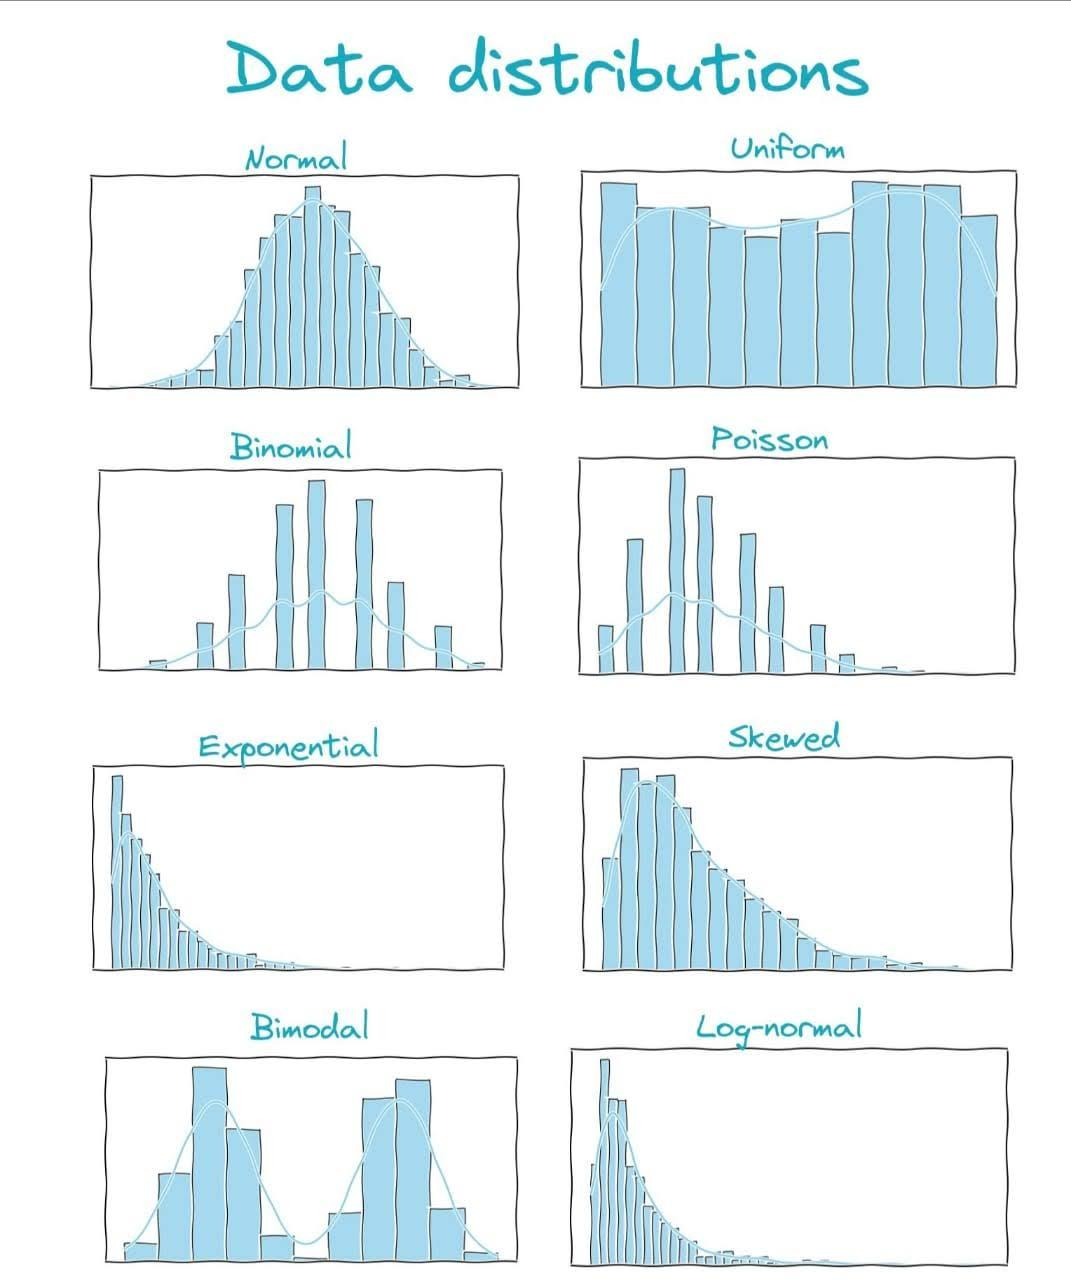 Data distributions
Normal
Uniform
Binomial
Poisson
Exponential
Skewed
Bimodal
Log-normal